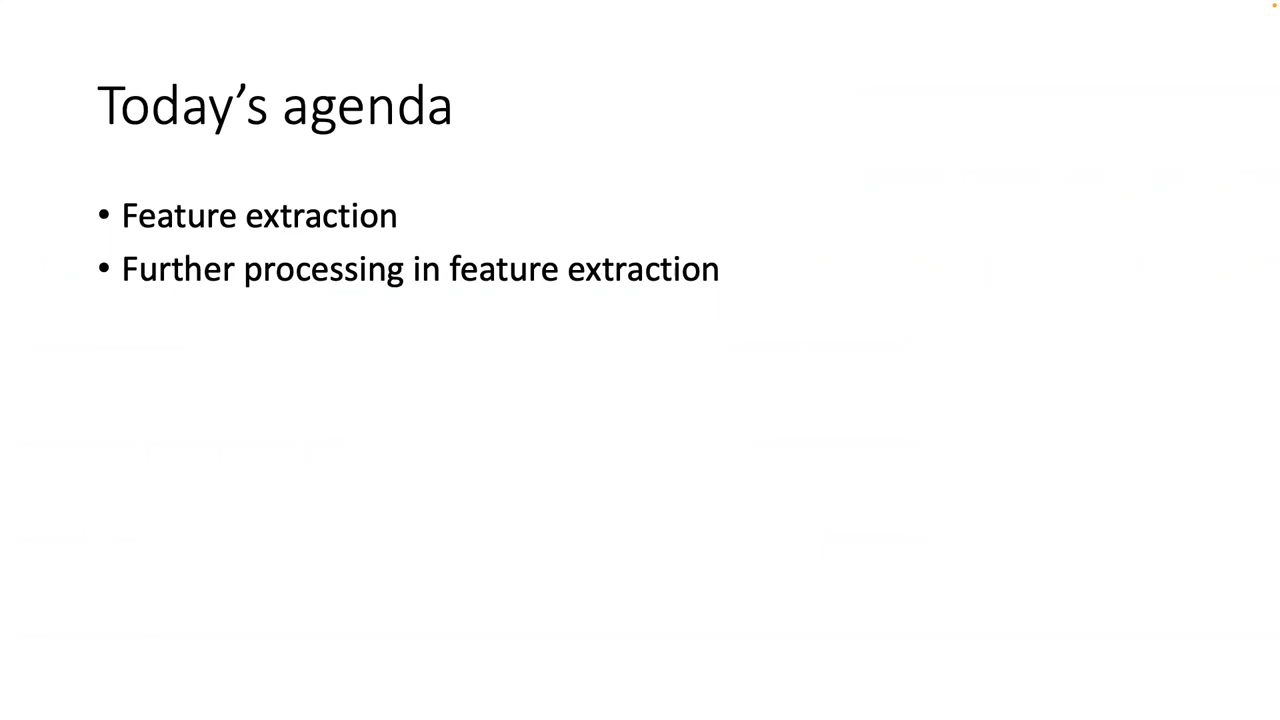 Today’s agenda
• Feature extraction
• Further processing in feature extraction